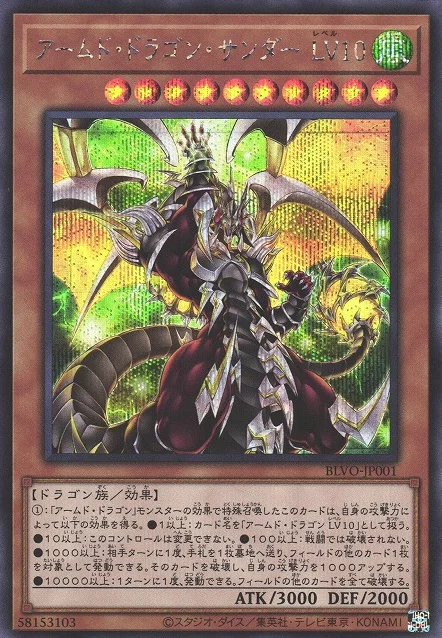 アームド・ドラゴン・サンダー LV10
レベル
風
BLVO-JP001
【ドラゴン族/効果】
①:「アームド・ドラゴン」モンスターの効果で特殊召喚したこのカードは、自身の攻撃力
によって以下の効果を得る。●1以上:カード名を「アームド・ドラゴン LV10」として扱う。
●10以上:このコントロールは変更できない。●100以上:戦闘では破壊されない。
●1000以上:相手ターンに1度、手札を1枚墓地へ送り、フィールドの他のカード1枚
を対象として発動できる。そのカードを破壊し、自身の攻撃力を1000アップする。
●10000以上:1ターンに1度、発動できる。フィールドの他のカードを全て破壊する。
ATK/3000 DEF/2000
58153103
©スタジオ・ダイス/集英社・テレビ東京・KONAMI